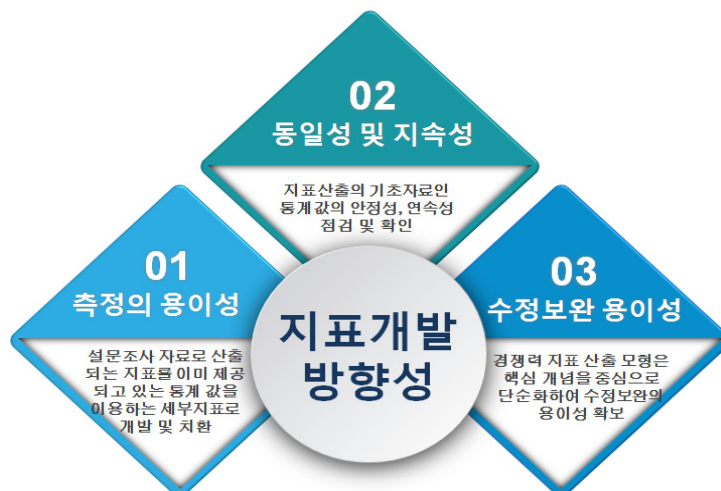 01
측정의 용이성
설문조사 자료로 산출
되는 지표를 이미 제공
되고 있는 통계 값을
이용하는 세부지표로
개발 및 치환
02
동일성 및 지속성
지표산출의 기초자료인
통계값의 안정성, 연속성
점검 및 확인
지표개발
방향성
03
수정보완 용이성
경쟁력 지표 산출 모형은
핵심 개념을 중심으로
단순화하여 수정보완의
용이성 확보